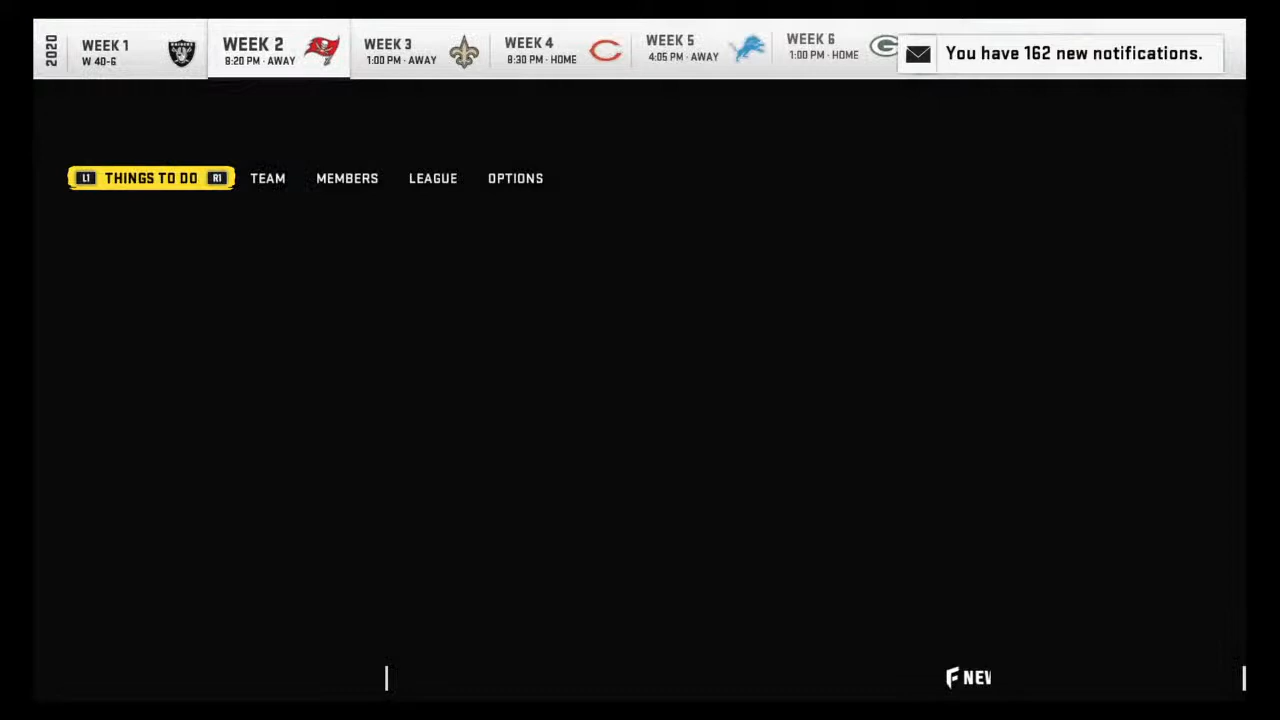 2020
WEEK 1
W 40-6
RAIDERS
WEEK 2
8:20 PM · AWAY
WEEK 3
1:00 PM · AWAY
WEEK 4
8:30 PM · HOME
WEEK 5
4:05 PM · AWAY
WEEK 6
1:00 PM · HOME
You have 162 new notifications.
L1 THINGS TO DO R1
TEAM
MEMBERS
LEAGUE
OPTIONS